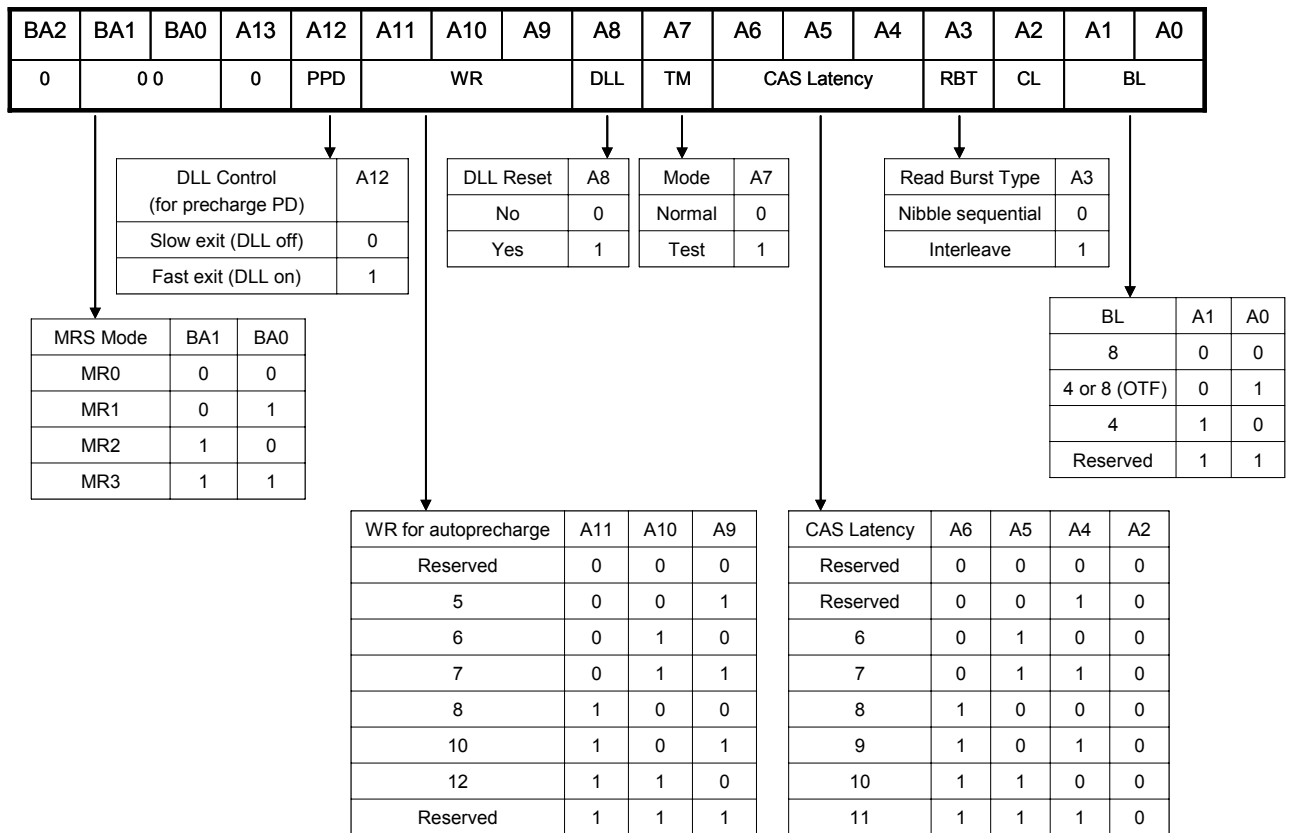 BA2 BA1 BA0 A13 A12 A11 A10 A9 A8 A7 A6 A5 A4 A3 A2 A1 A0
0 0 0 0 PPD WR DLL TM CAS Latency RBT CL BL
DLL Control (for precharge PD) A12
Slow exit (DLL off) 0
Fast exit (DLL on) 1
DLL Reset A8
No 0
Yes 1
Mode A7
Normal 0
Test 1
Read Burst Type A3
Nibble sequential 0
Interleave 1
MRS Mode BA1 BA0
MR0 0 0
MR1 0 1
MR2 1 0
MR3 1 1
BL A1 A0
8 0 0
4 or 8 (OTF) 0 1
4 1 0
Reserved 1 1
WR for autoprecharge A11 A10 A9
Reserved 0 0 0
5 0 0 1
6 0 1 0
7 0 1 1
8 1 0 0
10 1 0 1
12 1 1 0
Reserved 1 1 1
CAS Latency A6 A5 A4 A2
Reserved 0 0 0 0
Reserved 0 0 1 0
6 0 1 0 0
7 0 1 1 0
8 1 0 0 0
9 1 0 1 0
10 1 1 0 0
11 1 1 1 0